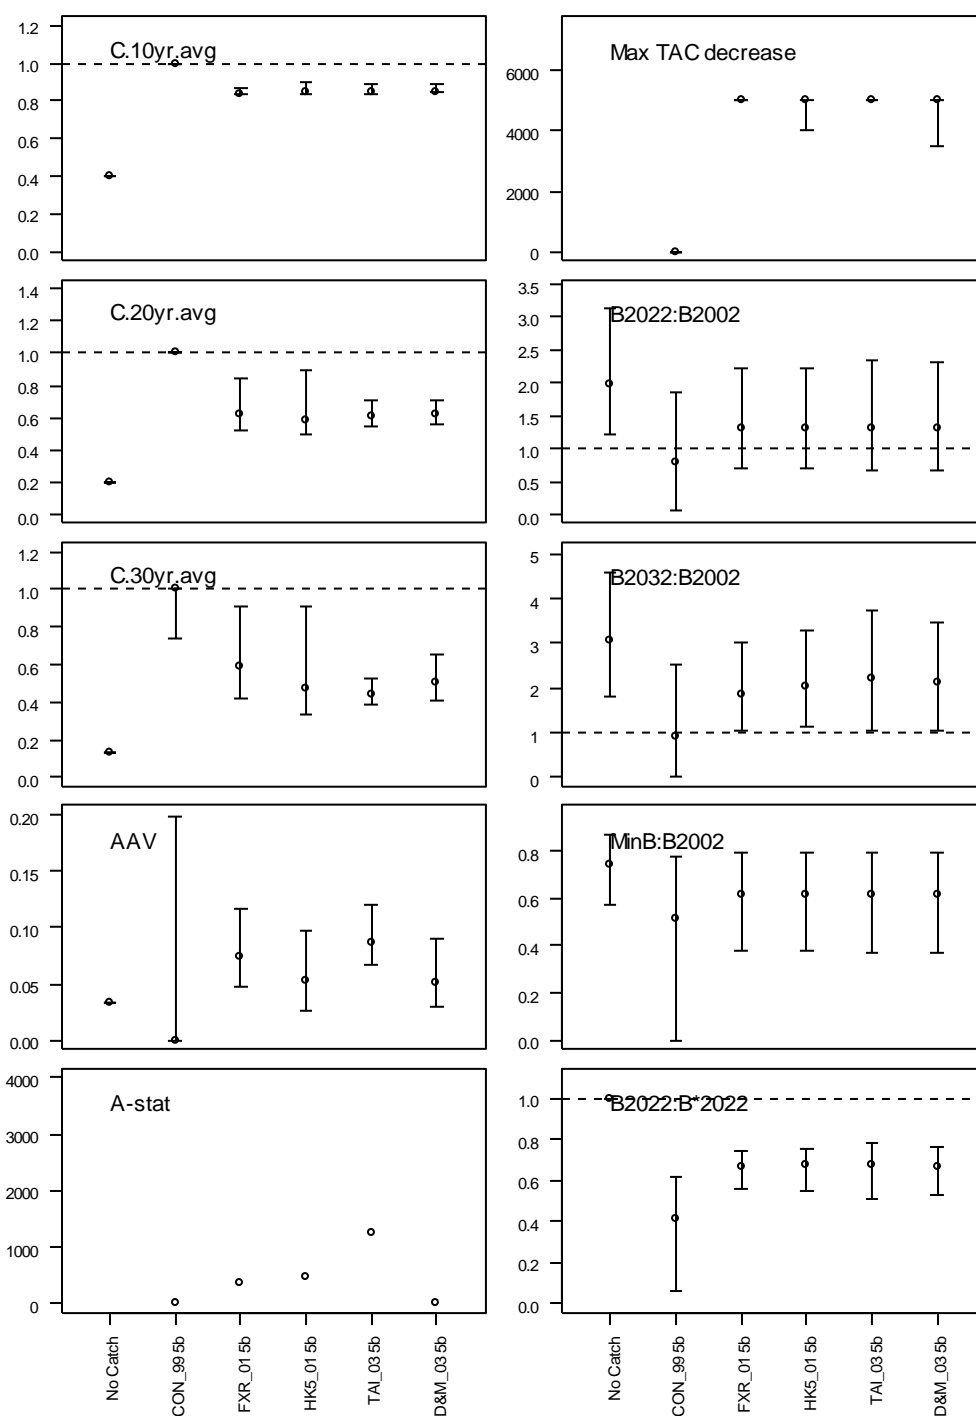 C.10yr.avg
1.2
1.0
0.8
0.6
0.4
0.2
0.0
Max TAC decrease
6000
4000
2000
0
C.20yr.avg
1.4
1.2
1.0
0.8
0.6
0.4
0.2
0.0
B2022:B2002
3.5
3.0
2.5
2.0
1.5
1.0
0.5
0.0
C.30yr.avg
1.2
1.0
0.8
0.6
0.4
0.2
0.0
B2032:B2002
5
4
3
2
1
0
AAV
0.20
0.15
0.10
0.05
0.00
MinB:B2002
0.8
0.6
0.4
0.2
0.0
A-stat
4000
3000
2000
1000
0
B2022:B*2022
1.0
0.8
0.6
0.4
0.2
0.0
No Catch
CON_99 5b
FXR_01 5b
HK5_01 5b
TAI_03 5b
D&M_03 5b
No Catch
CON_99 5b
FXR_01 5b
HK5_01 5b
TAI_03 5b
D&M_03 5b